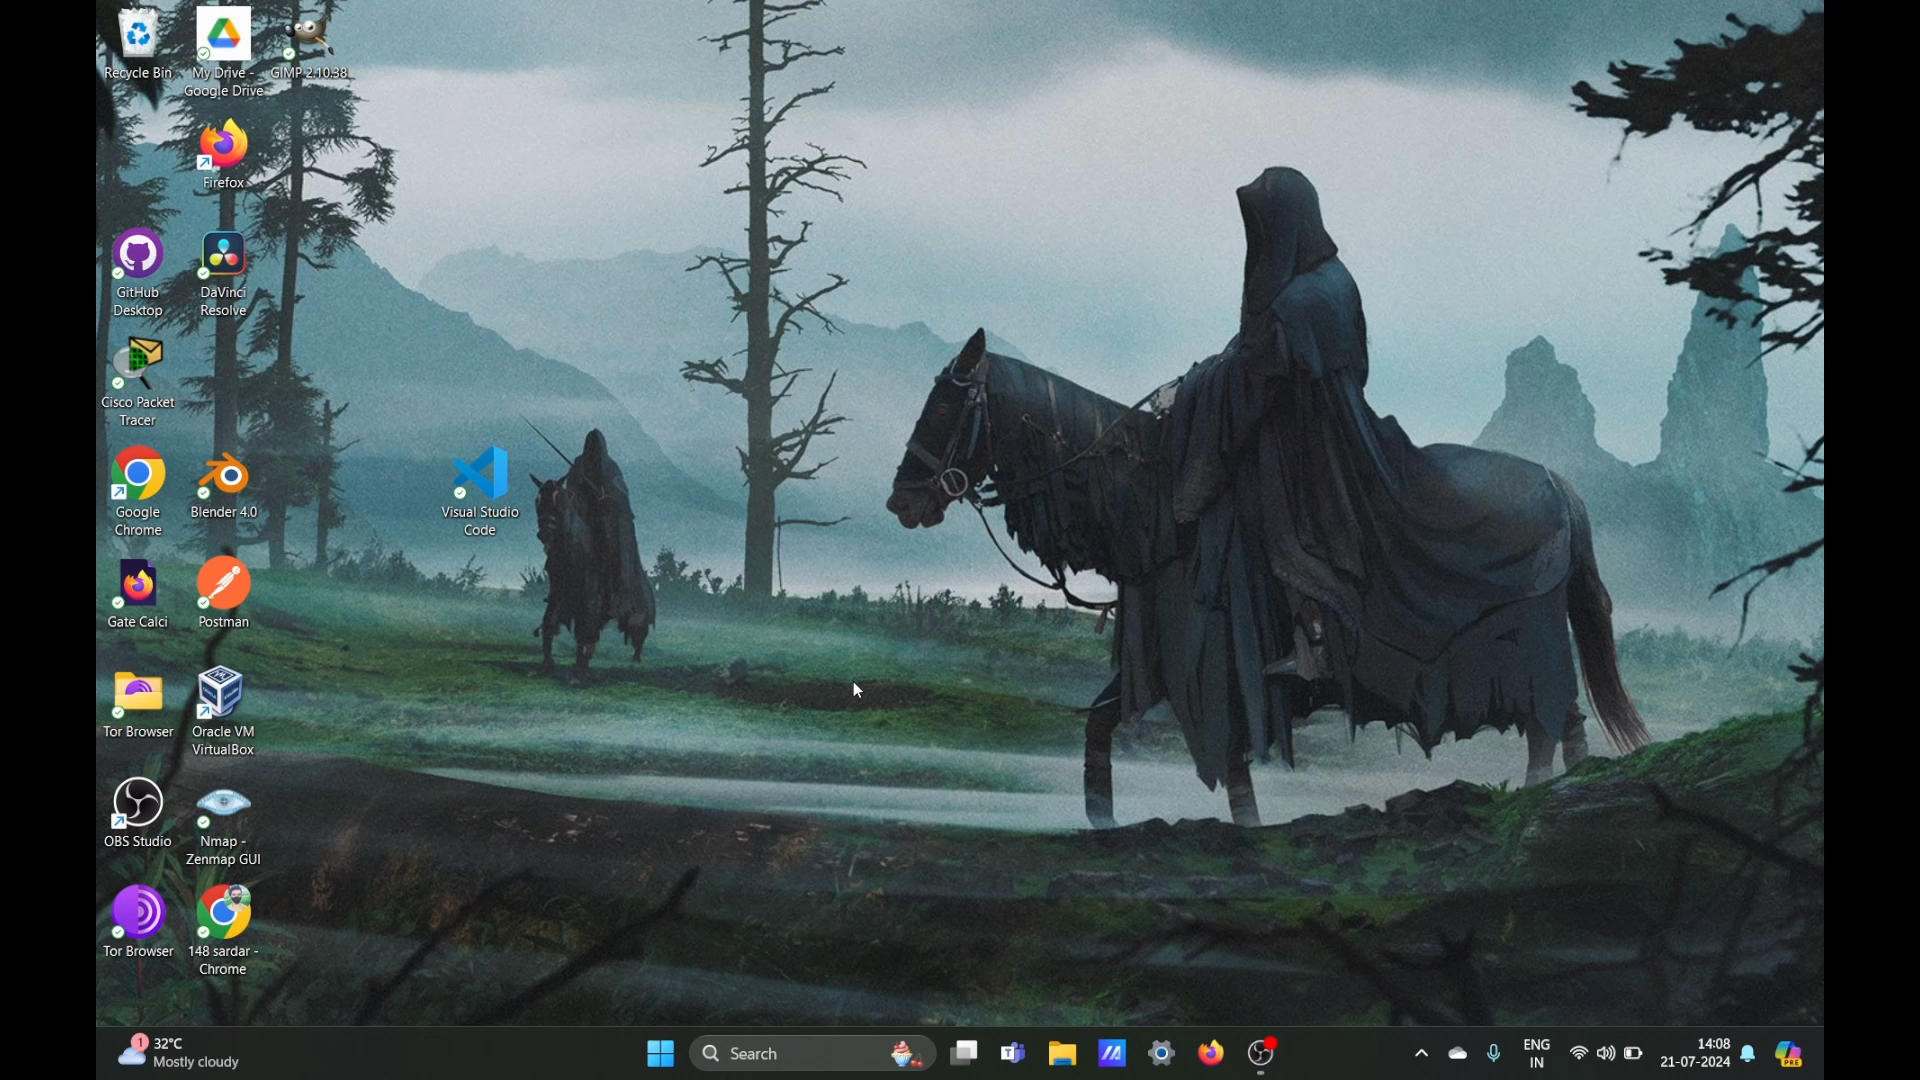 Recycle Bin
My Drive -
Google Drive
GIMP 2.10.38
Firefox
GitHub
Desktop
DaVinci
Resolve
Cisco Packet
Tracer
Google
Chrome
Blender 4.0
Visual Studio
Code
Gate Calci
Postman
Tor Browser
Oracle VM
VirtualBox
OBS Studio
Nmap -
Zenmap GUI
Tor Browser
148 sardar -
Chrome
1
32°C
Mostly cloudy
Search
ENG
IN
14:08
21-07-2024
PRE